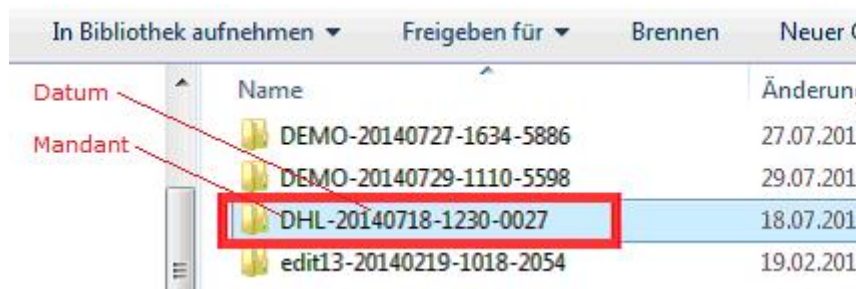 In Bibliothek aufnehmen ▼ Freigeben für ▼ Brennen Neuer
Datum Name Änderun
Mandant DEMO-20140727-1634-5886 27.07.201
DEMO-20140729-1110-5598 29.07.201
DHL-20140718-1230-0027 18.07.201
edit13-20140219-1018-2054 19.02.201